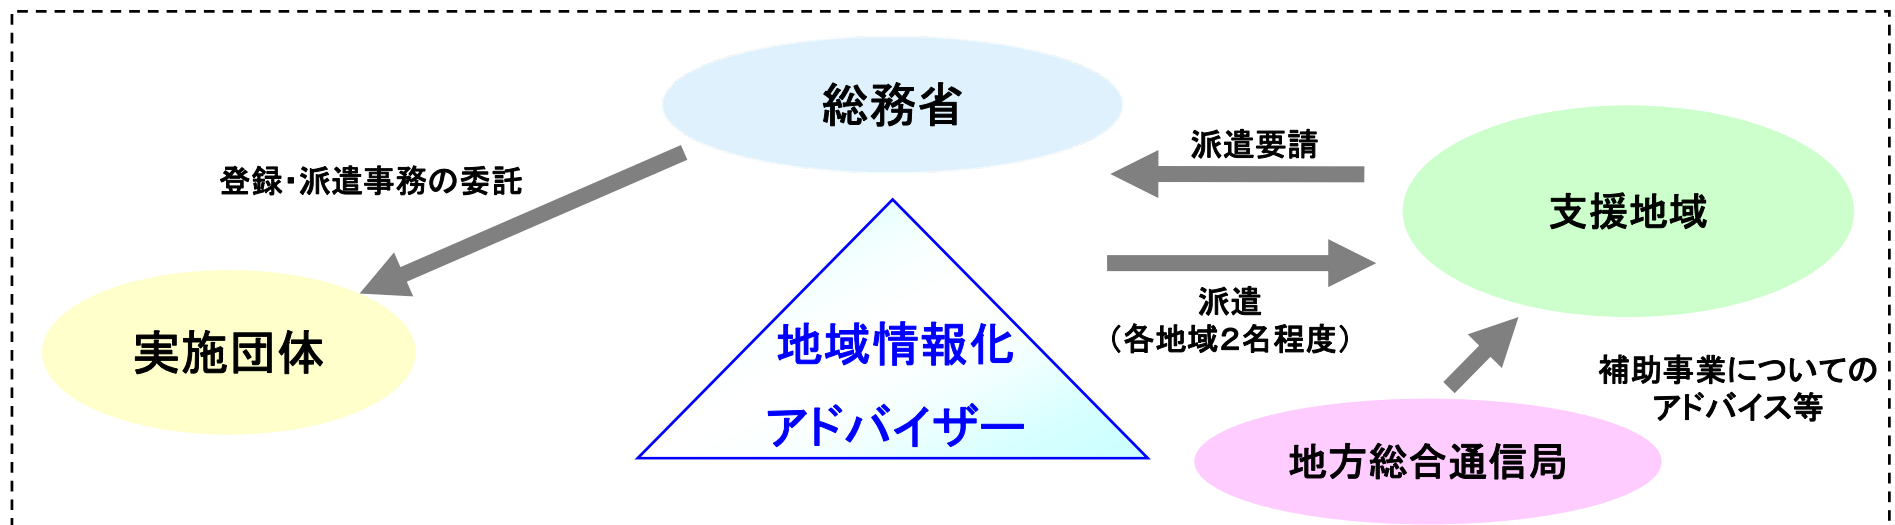 総務省
派遣要請
登録・派遣事務の委託
支援地域
派遣
（各地域２名程度）
実施団体
地域情報化
アドバイザー
補助事業についての
アドバイス等
地方総合通信局